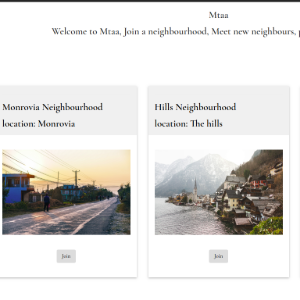 Mtaa
Welcome to Mtaa, Join a neighbourhood, Meet new neighbours,
Monrovia Neighbourhood
location: Monrovia
Hills Neighbourhood
location: The hills
Join
Join